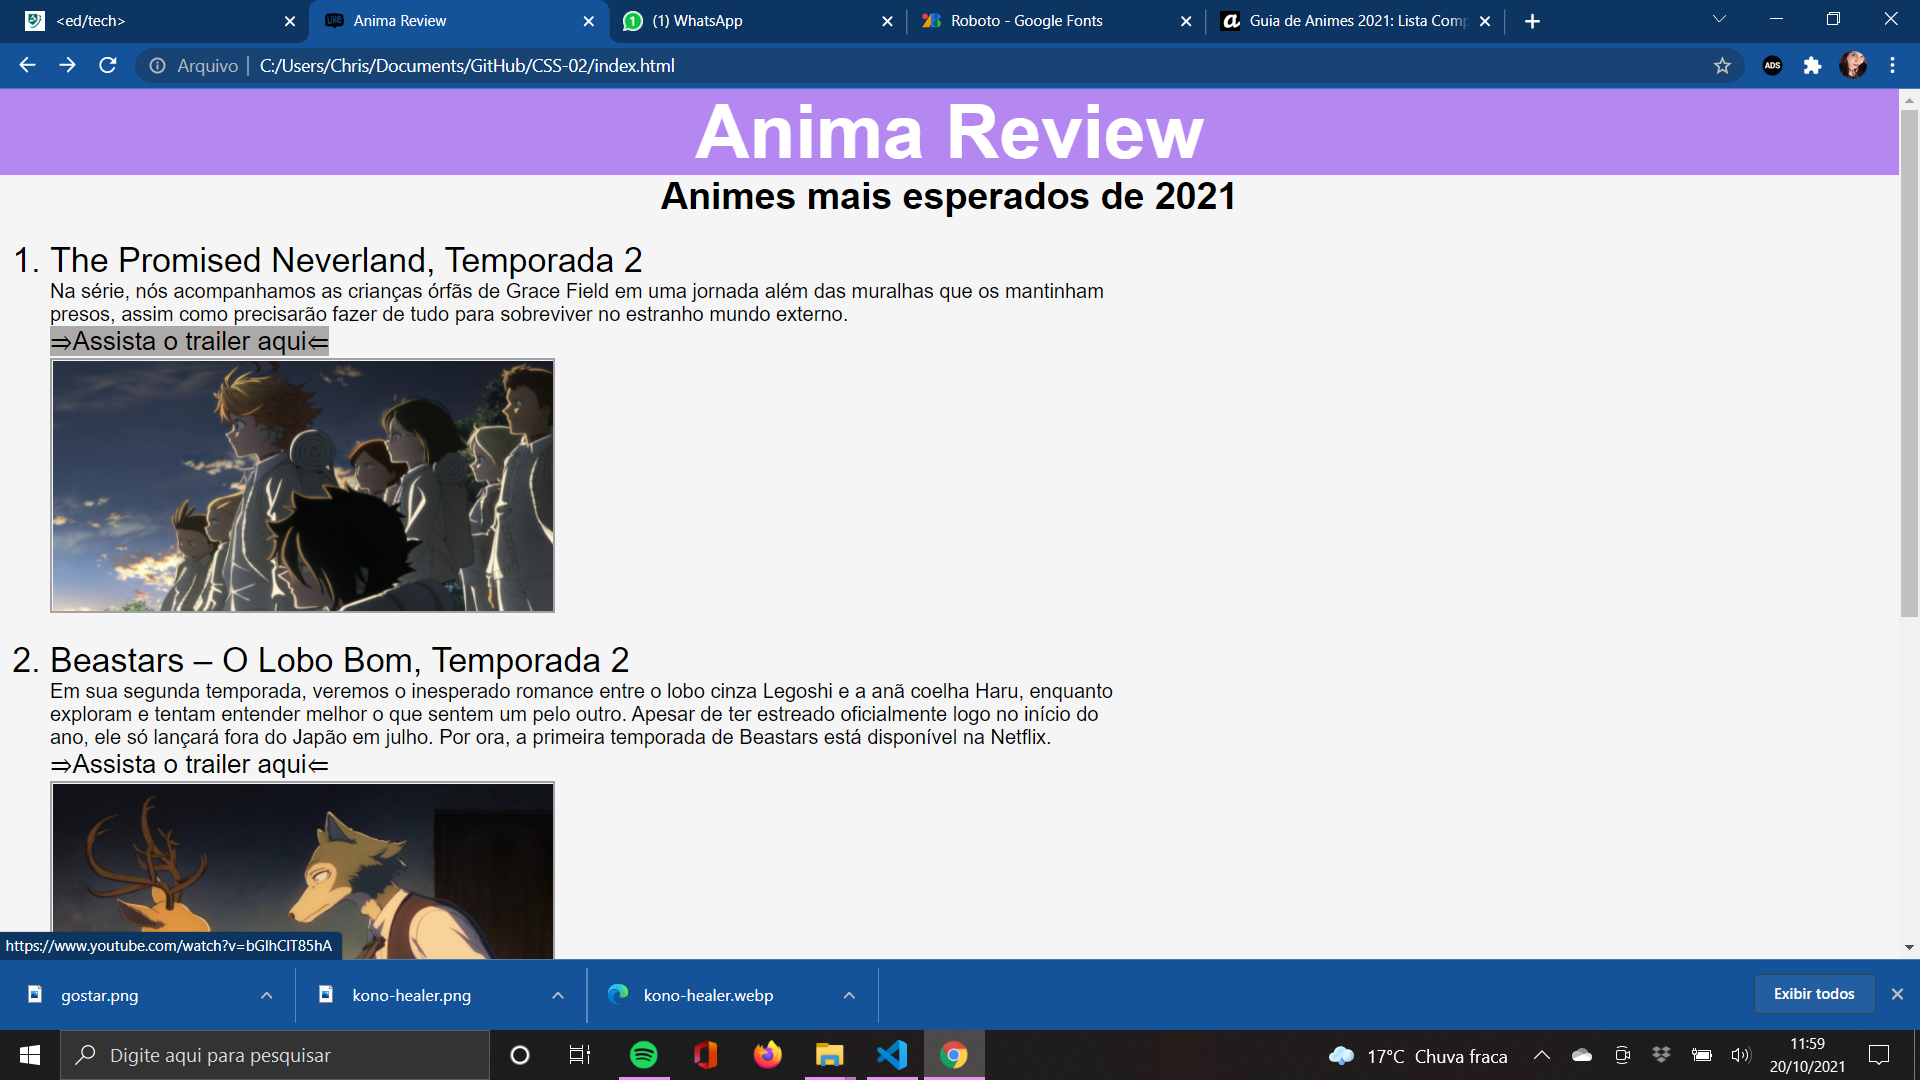 <ed/tech>
Anima Review
(1) WhatsApp
Roboto - Google Fonts
Guia de Animes 2021: Lista Comp
Arquivo
C:/Users/Chris/Documents/GitHub/CSS-02/index.html
ADS
Anima Review
Animes mais esperados de 2021
1. The Promised Neverland, Temporada 2
Na série, nós acompanhamos as crianças órfãs de Grace Field em uma jornada além das muralhas que os mantinham
presos, assim como precisarão fazer de tudo para sobreviver no estranho mundo externo.
⇒Assista o trailer aqui⇐
2. Beastars – O Lobo Bom, Temporada 2
Em sua segunda temporada, veremos o inesperado romance entre o lobo cinza Legoshi e a anã coelha Haru, enquanto
exploram e tentam entender melhor o que sentem um pelo outro. Apesar de ter estreado oficialmente logo no início do
ano, ele só lançará fora do Japão em julho. Por ora, a primeira temporada de Beastars está disponível na Netflix.
⇒Assista o trailer aqui⇐
https://www.youtube.com/watch?v=bGlhClT85hA
gostar.png
kono-healer.png
kono-healer.webp
Exibir todos
Digite aqui para pesquisar
17°C Chuva fraca
11:59
20/10/2021